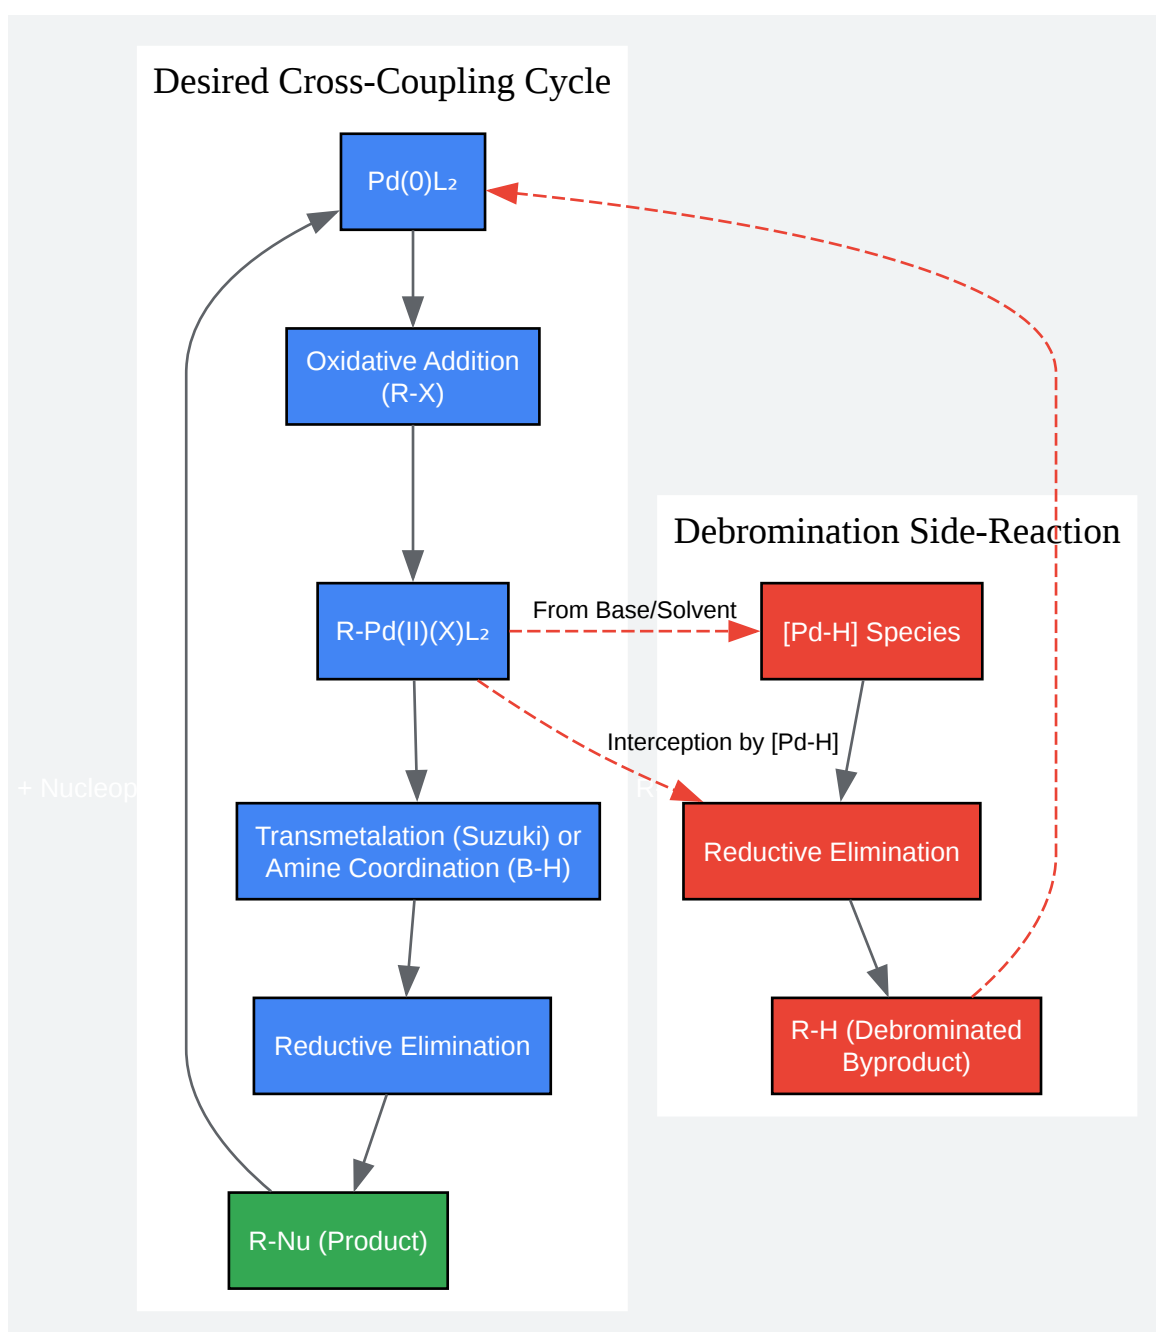 Desired Cross-Coupling Cycle
Pd(0)L₂
Oxidative Addition
(R-X)
Debromination Side-Reaction
R-Pd(II)(X)L₂
From Base/Solvent
[Pd-H] Species
Interception by [Pd-H]
+ Nucleop
R
Transmetalation (Suzuki) or
Amine Coordination (B-H)
Reductive Elimination
Reductive Elimination
R-H (Debrominated
Byproduct)
R-Nu (Product)